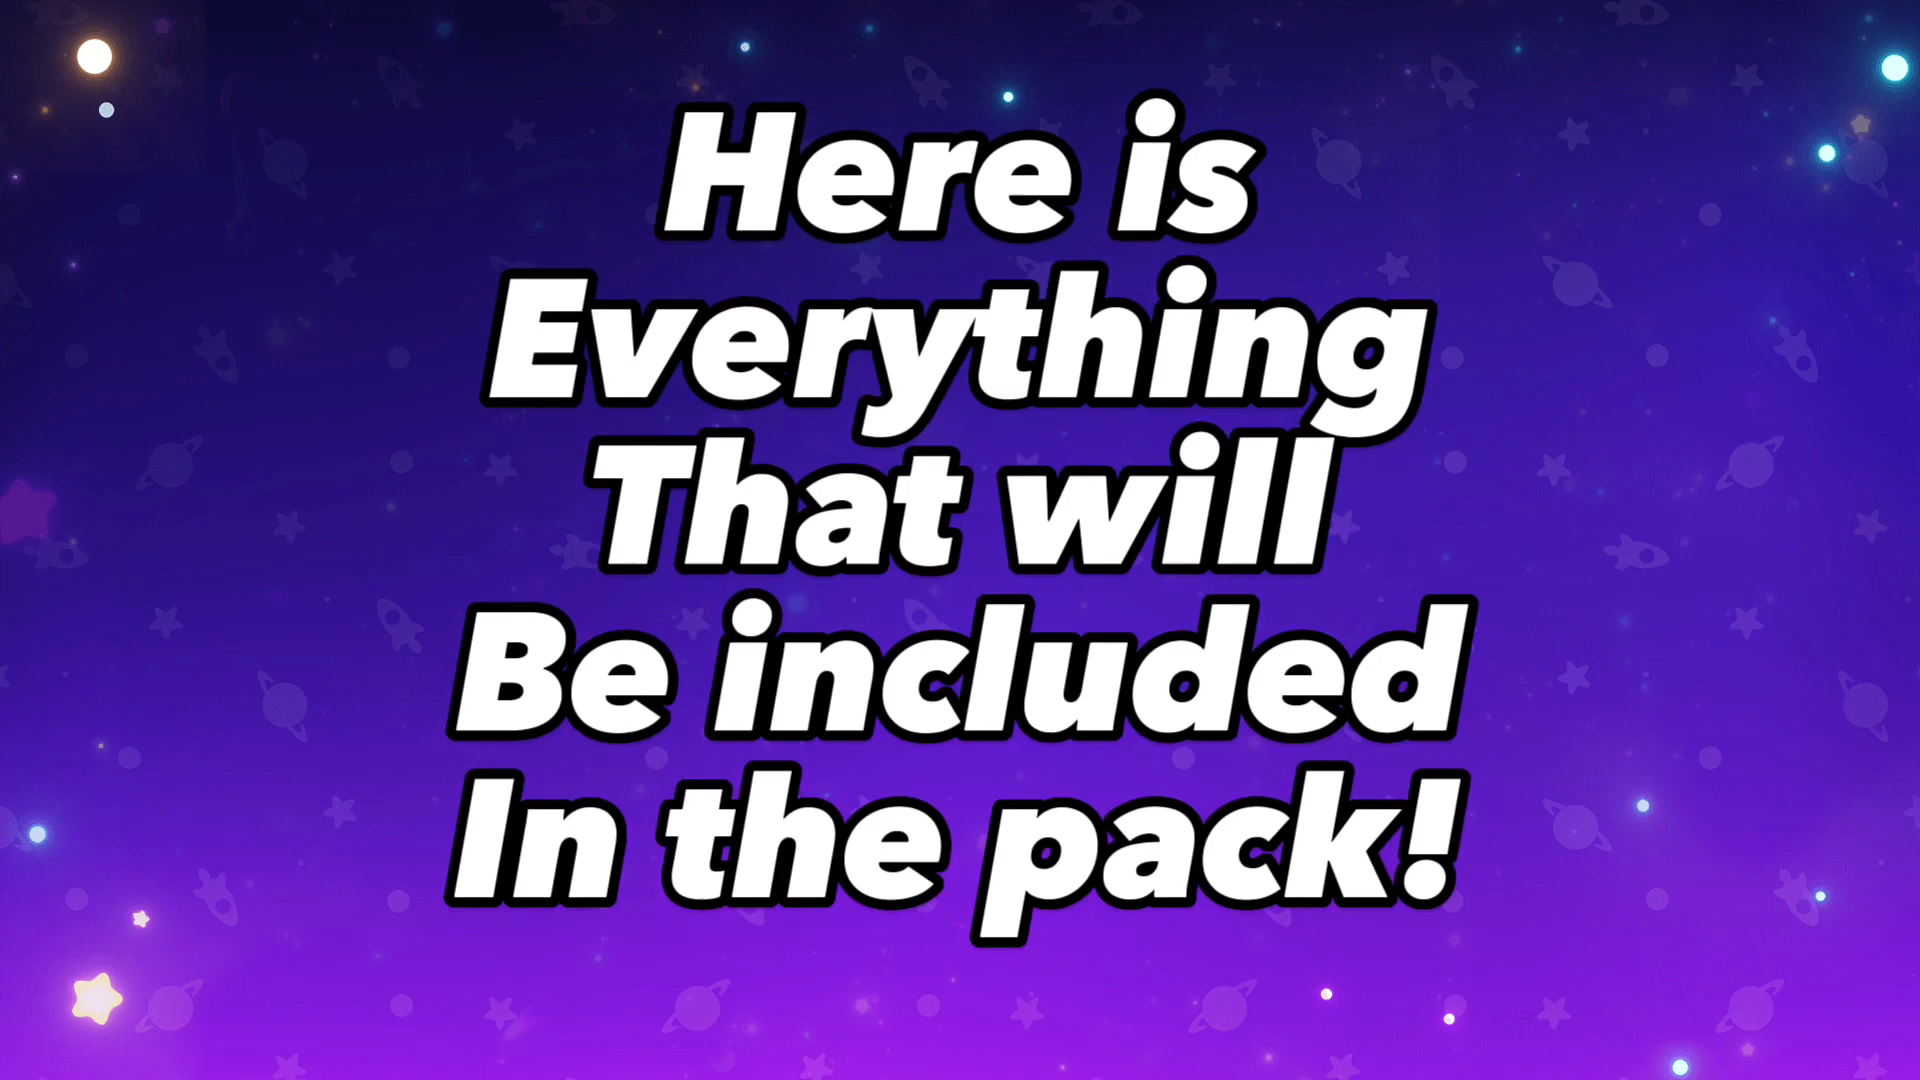 Here is
Everything
That will
Be included
In the pack!